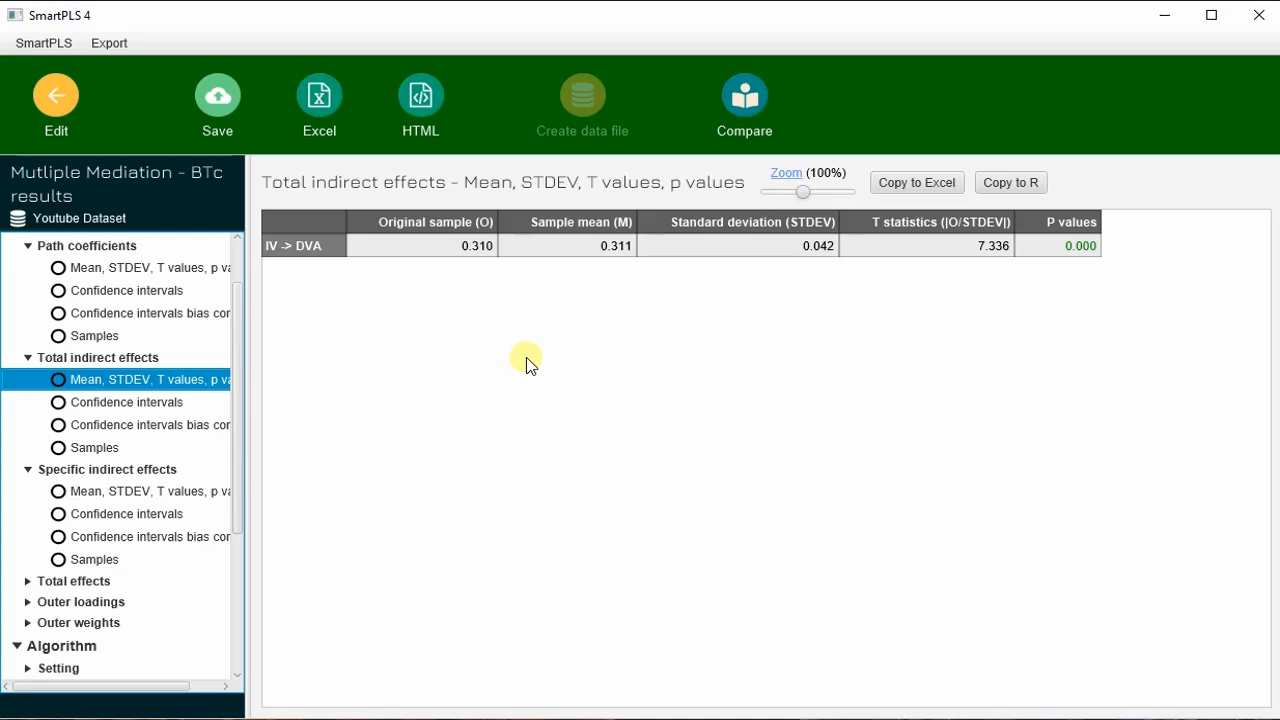 SmartPLS 4
SmartPLS Export
Edit Save Excel HTML Create data file Compare
Mutliple Mediation - BTc
results
Youtube Dataset
Path coefficients
Mean, STDEV, T values, p va
Confidence intervals
Confidence intervals bias cor
Samples
Total indirect effects
Mean, STDEV, T values, p va
Confidence intervals
Confidence intervals bias cor
Samples
Specific indirect effects
Mean, STDEV, T values, p va
Confidence intervals
Confidence intervals bias cor
Samples
Total effects
Outer loadings
Outer weights
Algorithm
Setting
Total indirect effects - Mean, STDEV, T values, p values
Zoom (100%)
Copy to Excel Copy to R
Original sample (O) Sample mean (M) Standard deviation (STDEV) T statistics (|O/STDEV|) P values
IV -> DVA 0.310 0.311 0.042 7.336 0.000